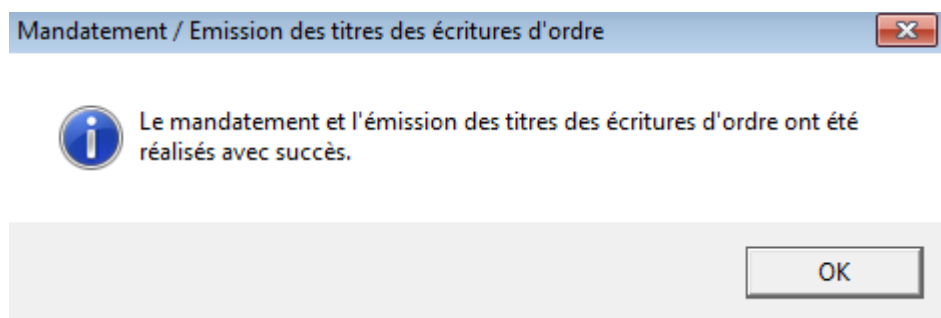 Mandatement / Emission des titres des écritures d'ordre
Le mandatement et l'émission des titres des écritures d'ordre ont été
réalisés avec succès.
OK